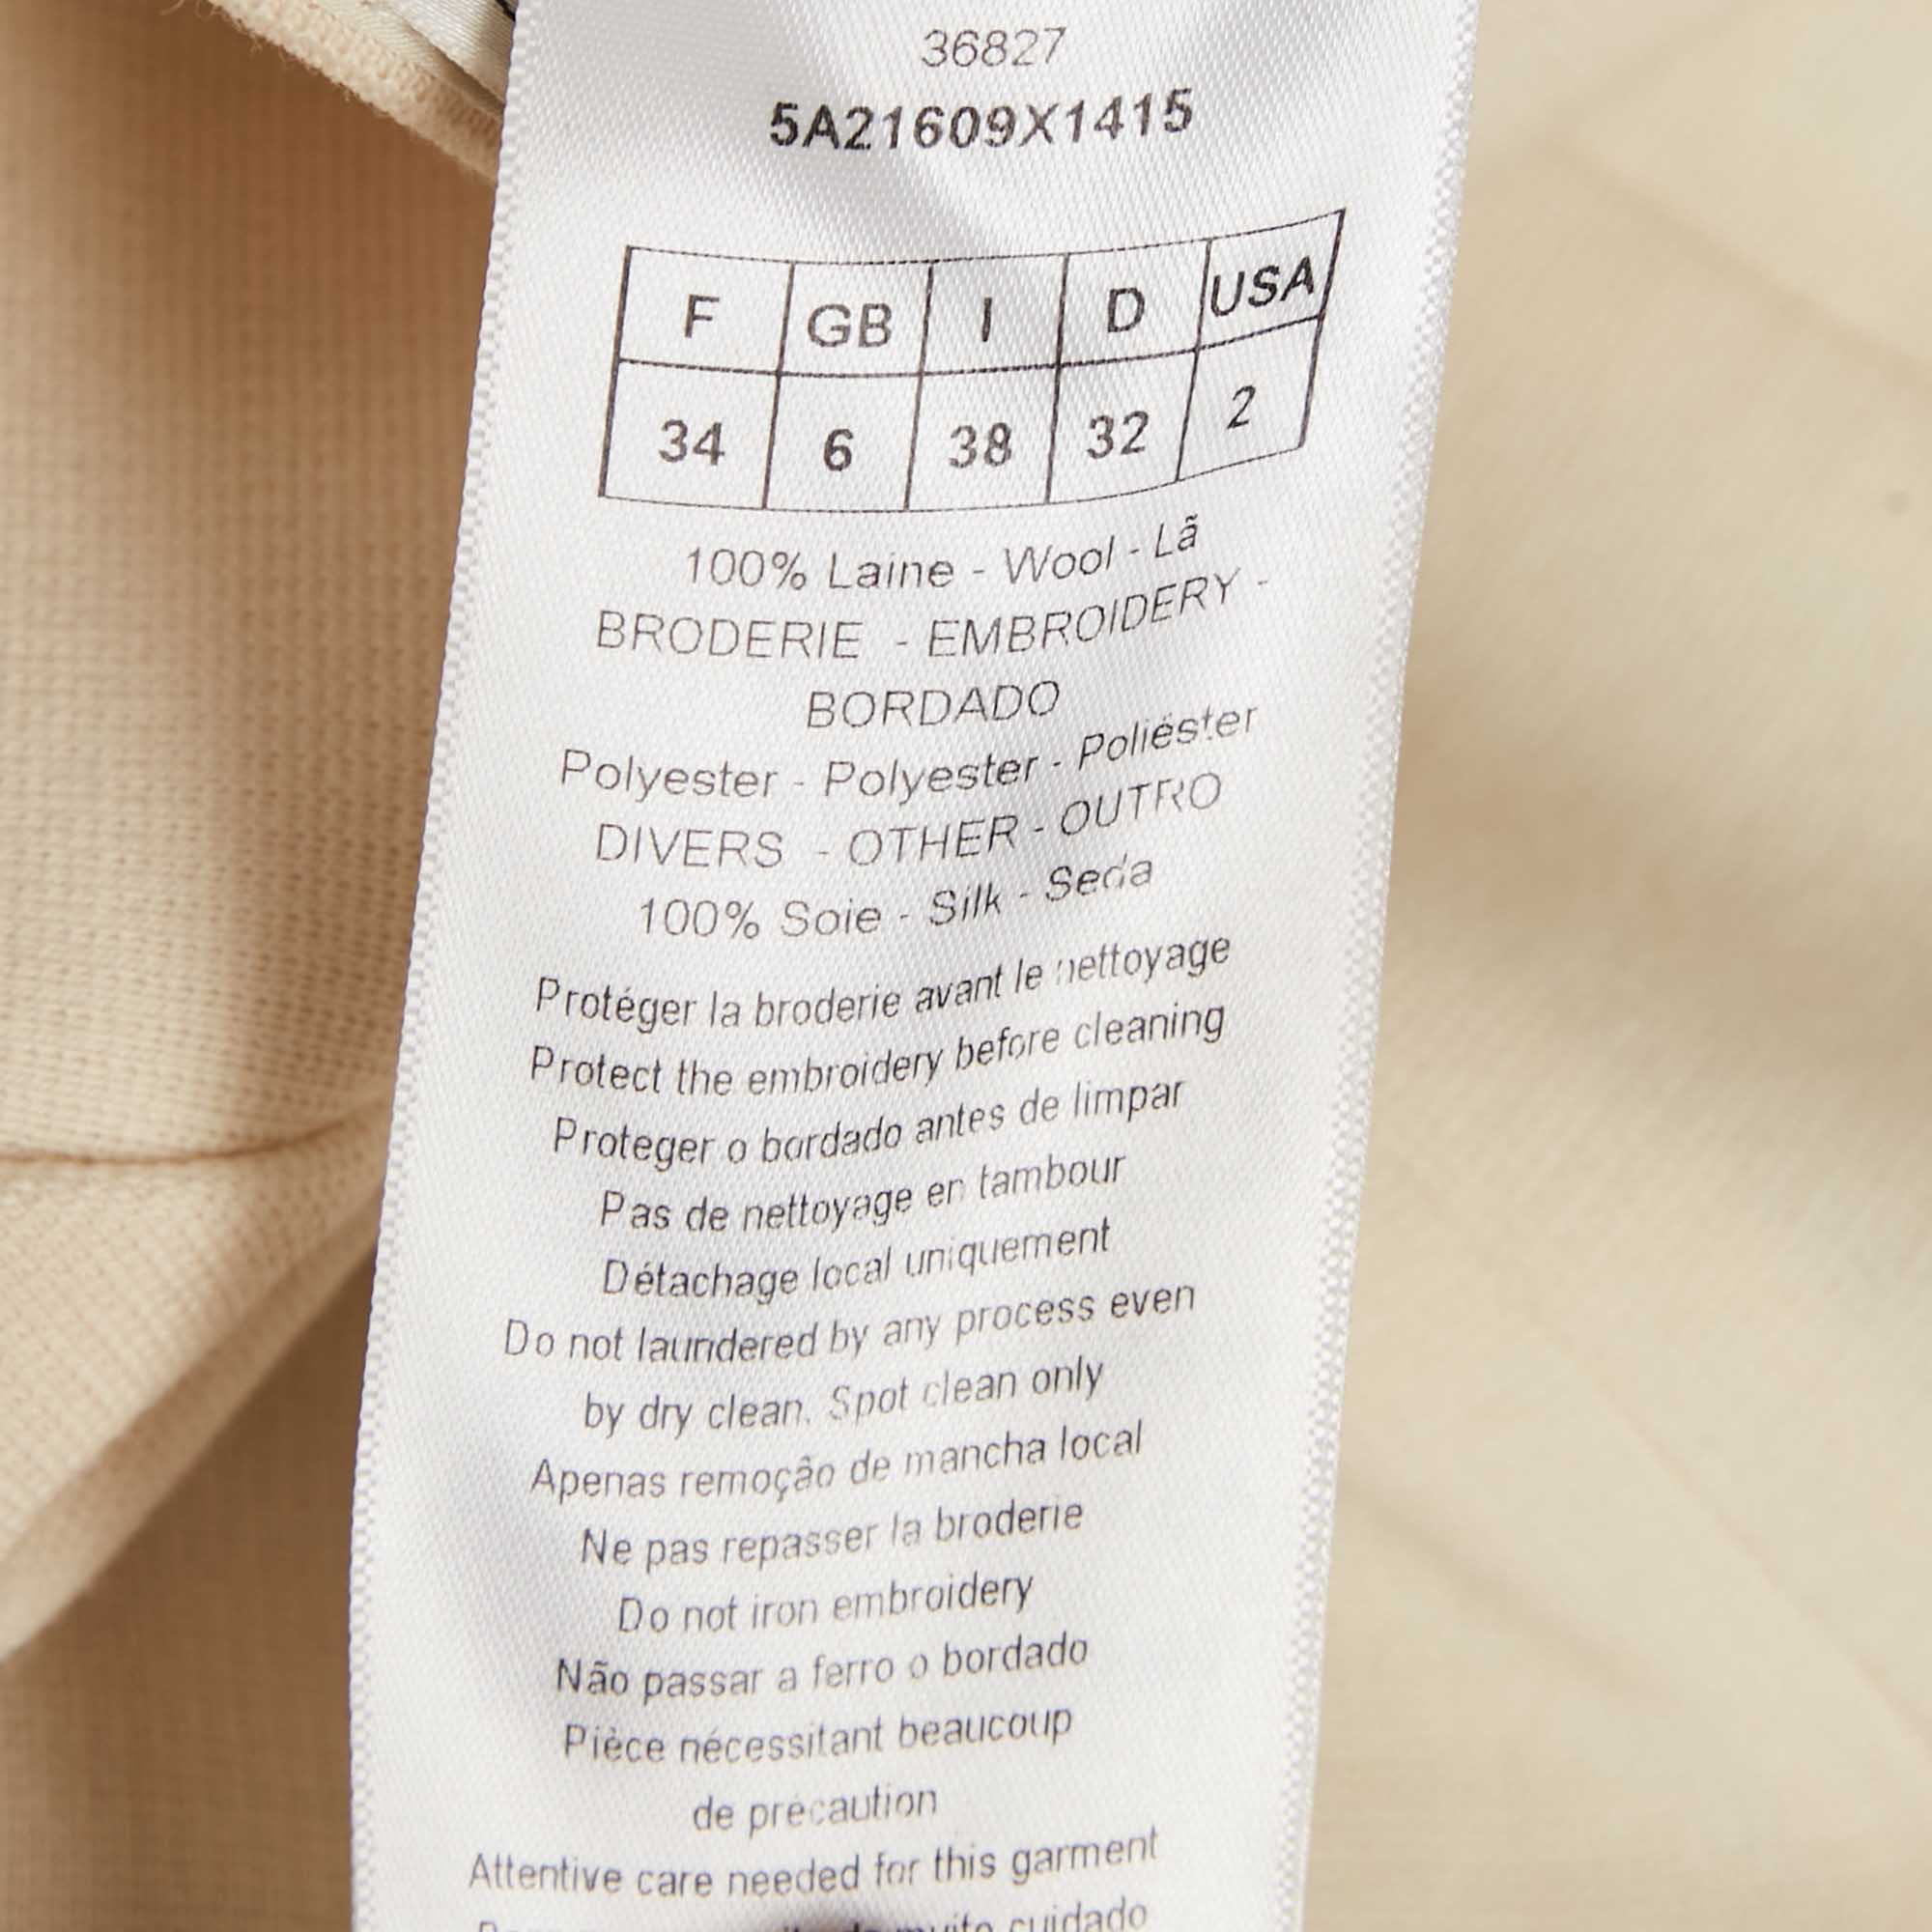 36827
5A21609X1415
F GB I D USA
34 6 38 32 2
100% Laine - Wool - Lã
BRODERIE - EMBROIDERY -
BORDADO
Polyester - Polyester - Poliéster
DIVERS - OTHER - OUTRO
100% Soie - Silk - Seda
Protéger la broderie avant le nettoyage
Protect the embroidery before cleaning
Proteger o bordado antes de limpar
Pas de nettoyage en tambour
Détachage local uniquement
Do not laundered by any process even
by dry clean. Spot clean only
Apenas remoção de mancha local
Ne pas repasser la broderie
Do not iron embroidery
Não passar a ferro o bordado
Pièce nécessitant beaucoup
de précaution
Attentive care needed for this garment
muito cuidado